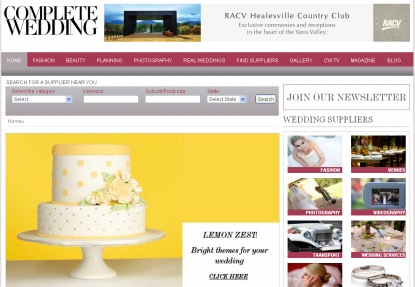 COMPLETE
WEDDING
RACV Healesville Country Club
Exclusive ceremonies and receptions
in the heart of the Yarra Valley.
RACV
HOME FASHION BEAUTY PLANNING PHOTOGRAPHY REAL WEDDINGS FIND SUPPLIERS GALLERY CW TV MAGAZINE BLOG
SEARCH FOR A SUPPLIER NEAR YOU
Select the category Keyword Suburb/Postcode State
Select Select State Search
Home
JOIN OUR NEWSLETTER
WEDDING SUPPLIERS
FASHION VENUES
PHOTOGRAPHY VIDEOGRAPHY
TRANSPORT WEDDING SERVICES
LEMON ZEST:
Bright themes for your
wedding
CLICK HERE